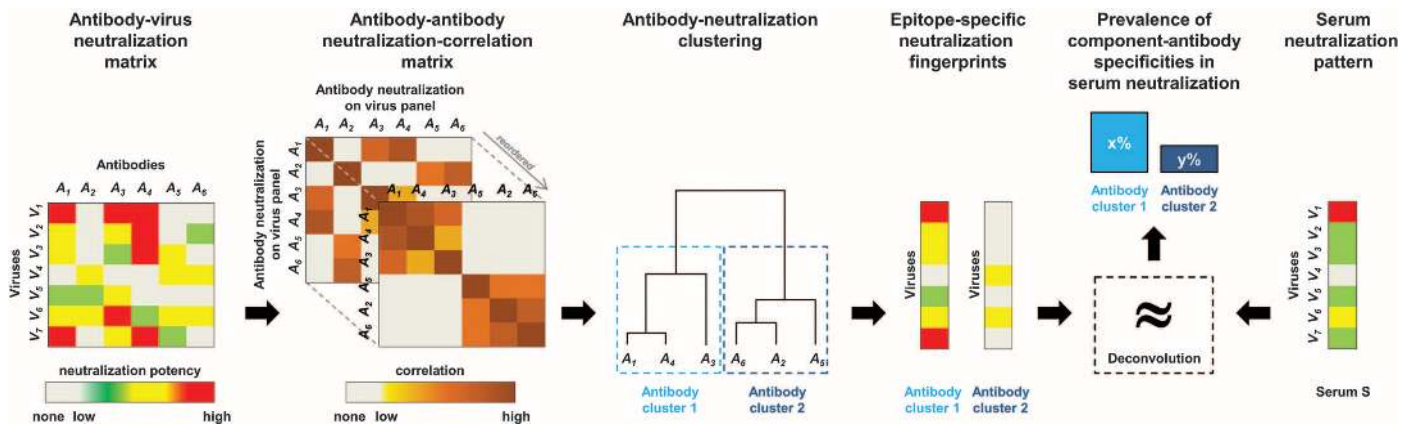 Antibody-virus
neutralization
matrix
Antibodies
A1 A2 A3 A4 A5 A6
Viruses
V1
V2
V3
V4
V5
V6
V7
neutralization potency
none low high
Antibody-antibody
neutralization-correlation
matrix
Antibody neutralization
on virus panel
A1 A2 A3 A4 A5 A6
reordered
Antibody neutralization
on virus panel
A1
A2
A3
A4
A5
A6
A1 A4 A3 A5 A2 A6
A1
A4
A3
A5
A2
A6
correlation
none low high
Antibody-neutralization
clustering
A1 A4 A3 A6 A2 A5
Antibody
cluster 1
Antibody
cluster 2
Epitope-specific
neutralization
fingerprints
Viruses
Viruses
Antibody
cluster 1
Antibody
cluster 2
Prevalence of
component-antibody
specificities in
serum neutralization
x%
y%
Antibody
cluster 1
Antibody
cluster 2
≈
Deconvolution
Serum
neutralization
pattern
Viruses
V1
V2
V3
V4
V5
V6
V7
Serum S